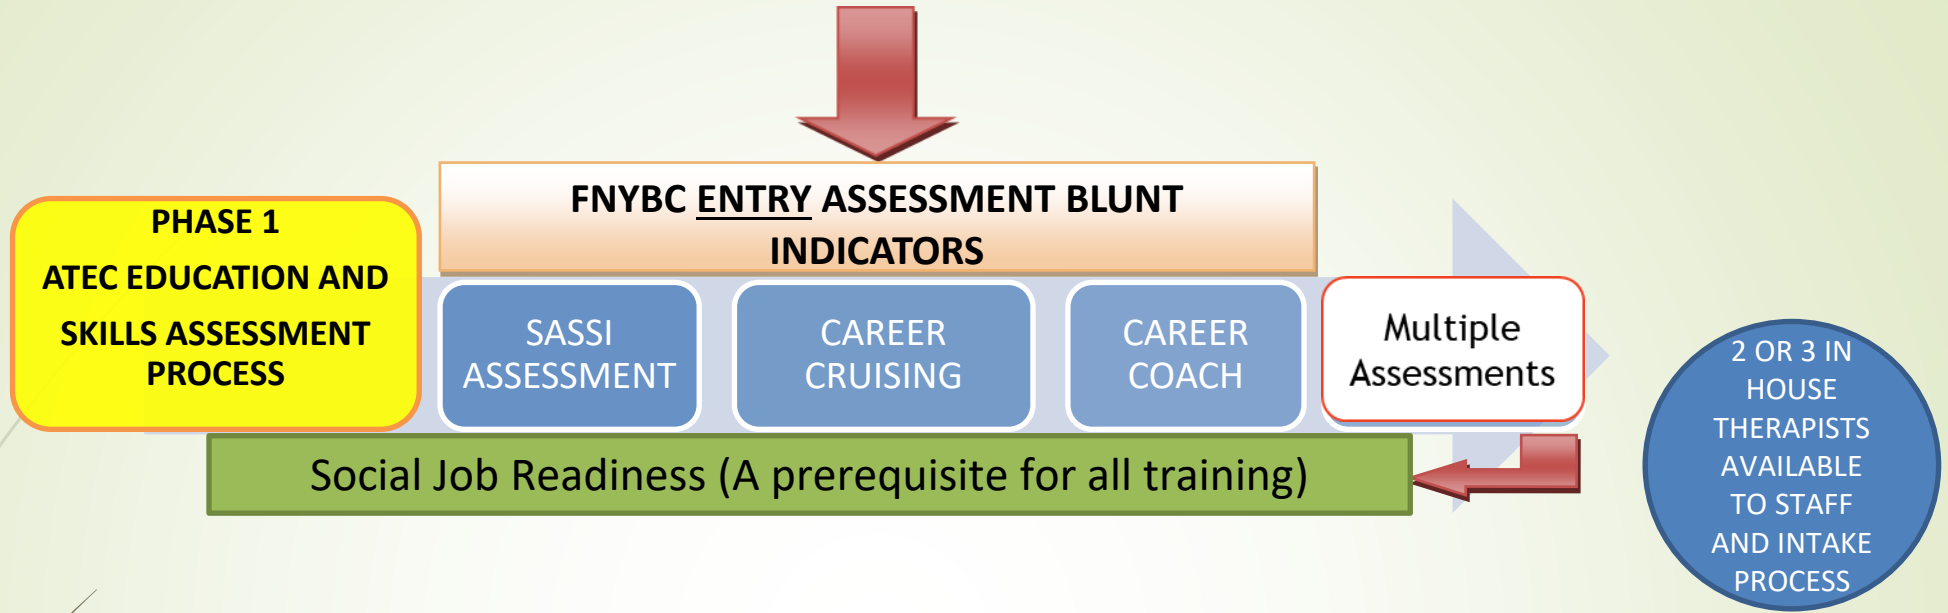 PHASE 1
ATEC EDUCATION AND
SKILLS ASSESSMENT
PROCESS
FNYBC ENTRY ASSESSMENT BLUNT
INDICATORS
SASSI
ASSESSMENT
CAREER
CRUISING
CAREER
COACH
Multiple
Assessments
Social Job Readiness (A prerequisite for all training)
2 OR 3 IN
HOUSE
THERAPISTS
AVAILABLE
TO STAFF
AND INTAKE
PROCESS